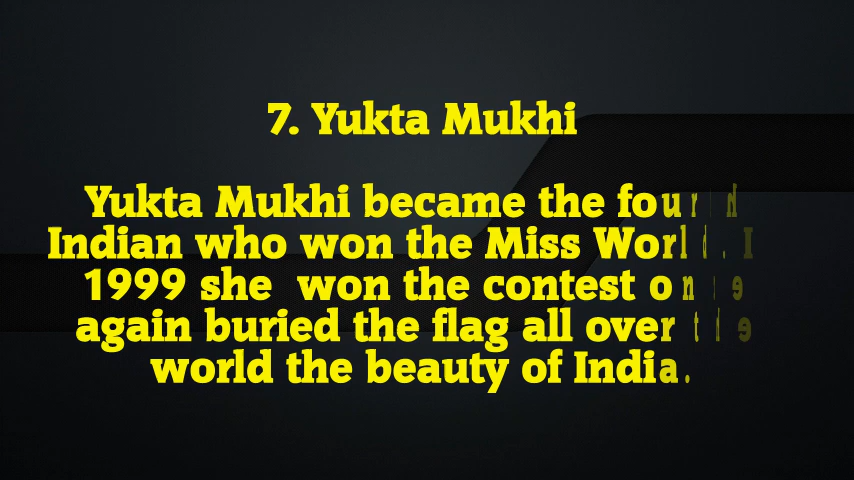 7. Yukta Mukhi
Yukta Mukhi became the
Indian who won the Miss World.
1999 she won the contest
again buried the flag all over
world the beauty of India.